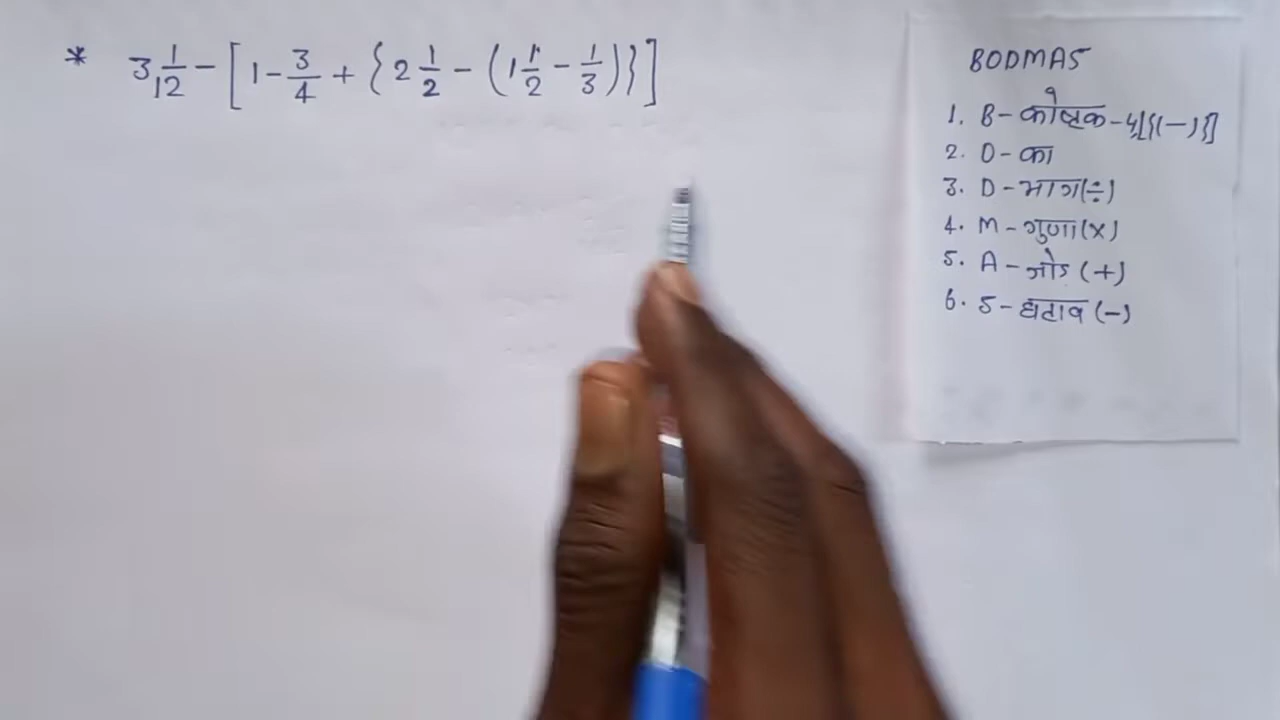 * 3 1/12 - [1 - 3/4 + {2 1/2 - (1 1/2 - 1/3)}]
BODMAS
1. B - कोष्ठक - [{(—)}]
2. O - का
3. D - भाग (÷)
4. M - गुणा (×)
5. A - जोड (+)
6. S - घटाव (-)